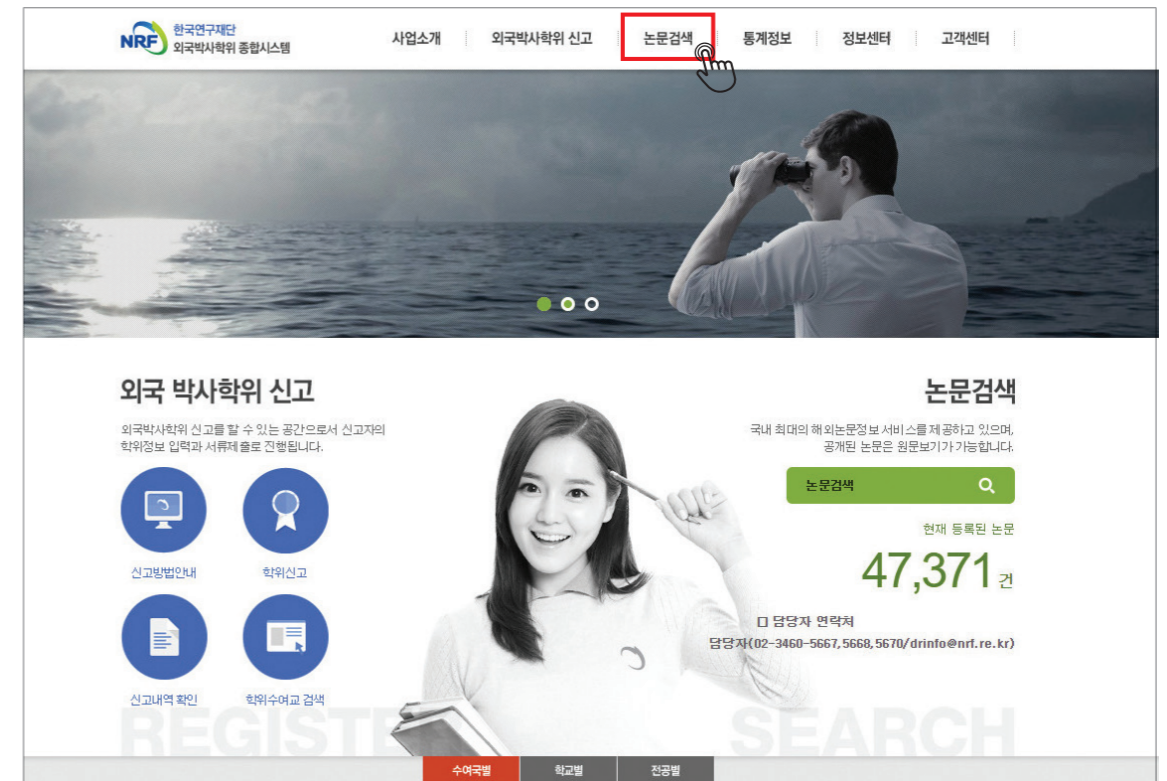 NRF
한국연구재단
외국박사학위 종합시스템
사업소개
외국박사학위 신고
논문검색
통계정보
정보센터
고객센터
외국 박사학위 신고
외국박사학위 신고를 할 수 있는 공간으로서 신고자의
학위정보 입력과 서류제출로 진행됩니다.
신고방법안내
학위신고
신고내역 확인
학위수여교 검색
REGISTE
논문검색
국내 최대의 해외논문정보 서비스를 제공하고 있으며,
공개된 논문은 원문보기가 가능합니다.
논문검색
현재 등록된 논문
47,371 건
□ 담당자 연락처
담당자(02-3460-5667,5668,5670/drinfo@nrf.re.kr)
SEARCH
수여국별
학교별
전공별